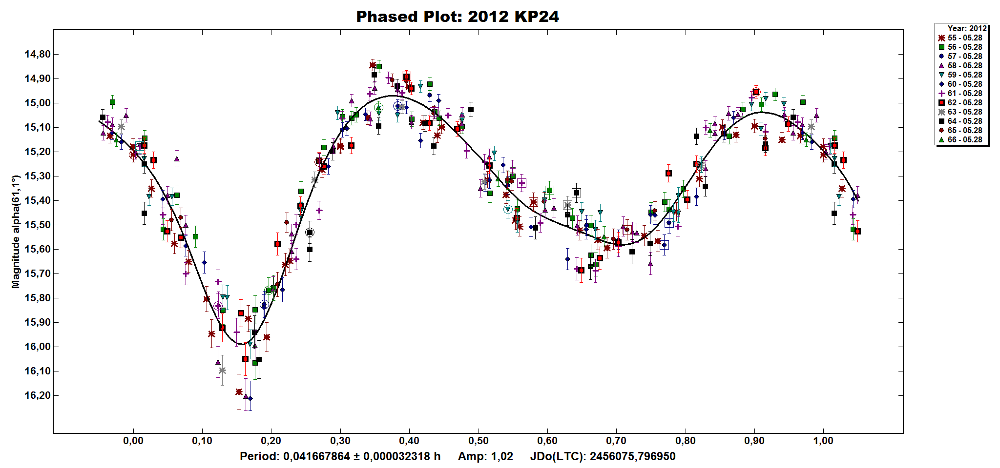 Phased Plot: 2012 KP24
Year: 2012
55 - 05.28
56 - 05.28
57 - 05.28
58 - 05.28
59 - 05.28
60 - 05.28
61 - 05.28
62 - 05.28
63 - 05.28
64 - 05.28
65 - 05.28
66 - 05.28
Magnitude alpha(61,1°)
14,80
14,90
15,00
15,10
15,20
15,30
15,40
15,50
15,60
15,70
15,80
15,90
16,00
16,10
16,20
0,00 0,10 0,20 0,30 0,40 0,50 0,60 0,70 0,80 0,90 1,00
Period: 0,041667864 ± 0,000032318 h Amp: 1,02 JDo(LTC): 2456075,796950